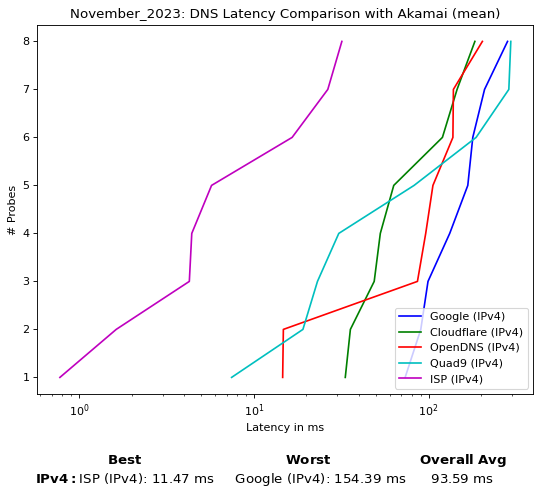 November_2023: DNS Latency Comparison with Akamai (mean)
8
7
6
5
4
3
2
1
# Probes
Google (IPv4)
Cloudflare (IPv4)
OpenDNS (IPv4)
Quad9 (IPv4)
ISP (IPv4)
10⁰ 10¹ 10²
Latency in ms
Best Worst Overall Avg
IPv4: ISP (IPv4): 11.47 ms Google (IPv4): 154.39 ms 93.59 ms